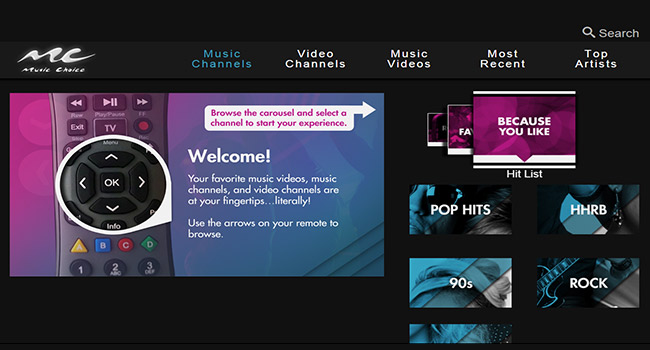 Search
MC
Music Choice
Music
Channels
Video
Channels
Music
Videos
Most
Recent
Top
Artists
Browse the carousel and select a
channel to start your experience.
Welcome!
Your favorite music videos, music
channels, and video channels are
at your fingertips...literally!
Use the arrows on your remote to
browse.
Rew
Play/Pause
FF
Exit
TV
Menu
OK
Info
A
B
C
D
1
2
ABC
3
DEF
FA
BECAUSE
YOU LIKE
Hit List
POP HITS
HHRB
90s
ROCK